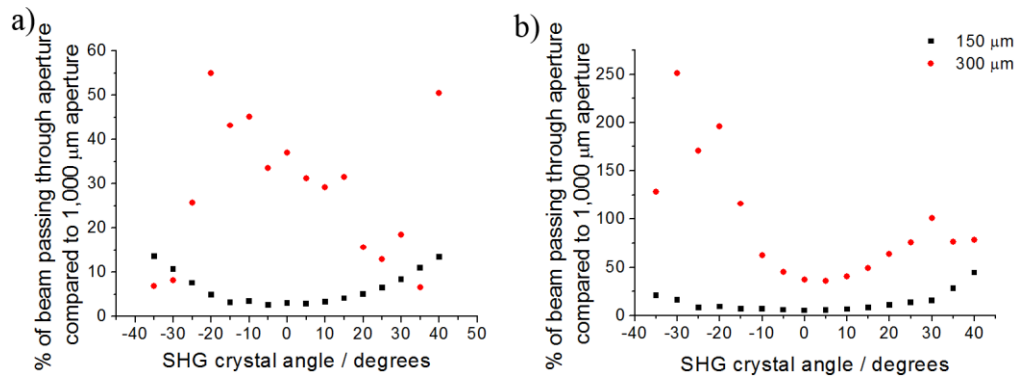 a)
% of beam passing through aperture
compared to 1,000 µm aperture
60
50
40
30
20
10
0
-40 -30 -20 -10 0 10 20 30 40 50
SHG crystal angle / degrees
b)
% of beam passing through aperture
compared to 1,000 µm aperture
250
200
150
100
50
0
-40 -30 -20 -10 0 10 20 30 40
SHG crystal angle / degrees
150 µm
300 µm